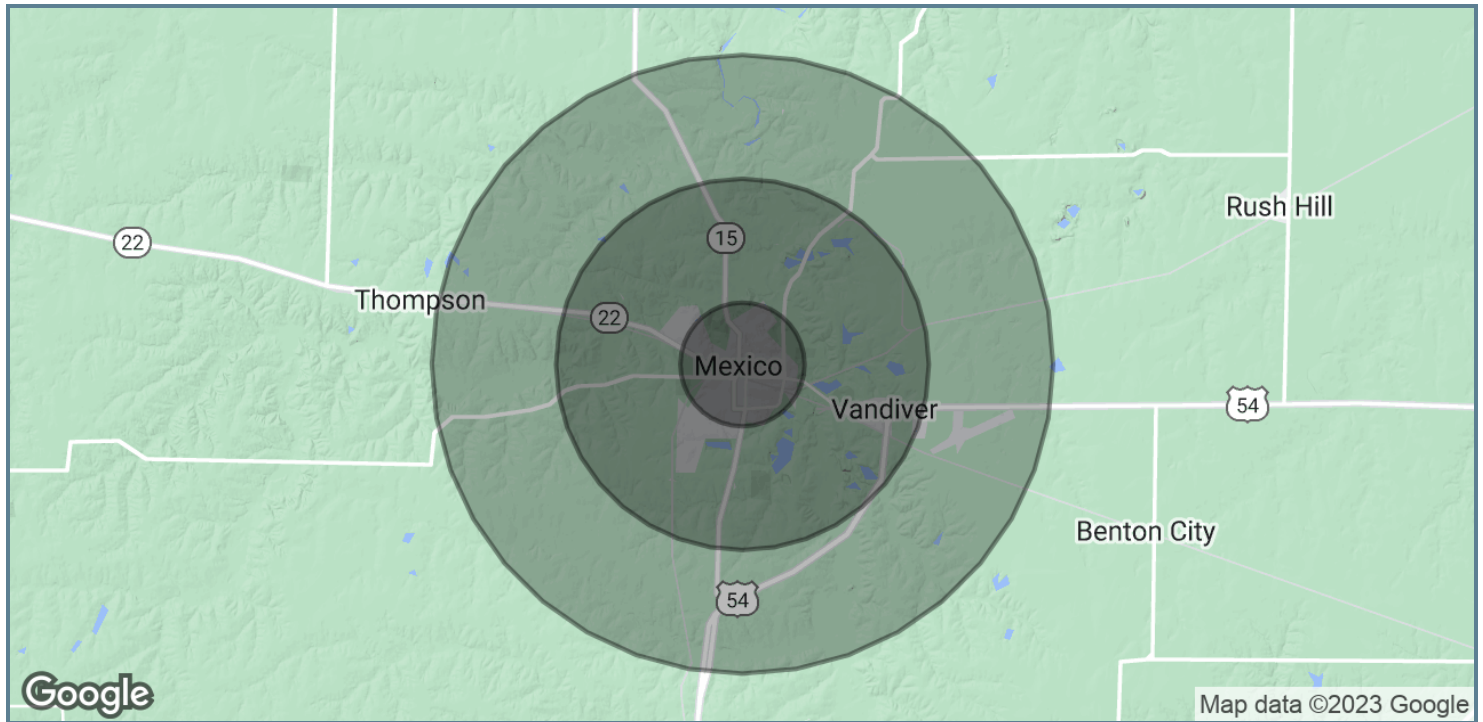 Rush Hill
15
22
Thompson
22
Mexico
Vandiver
54
Benton City
54
Google
Map data ©2023 Google